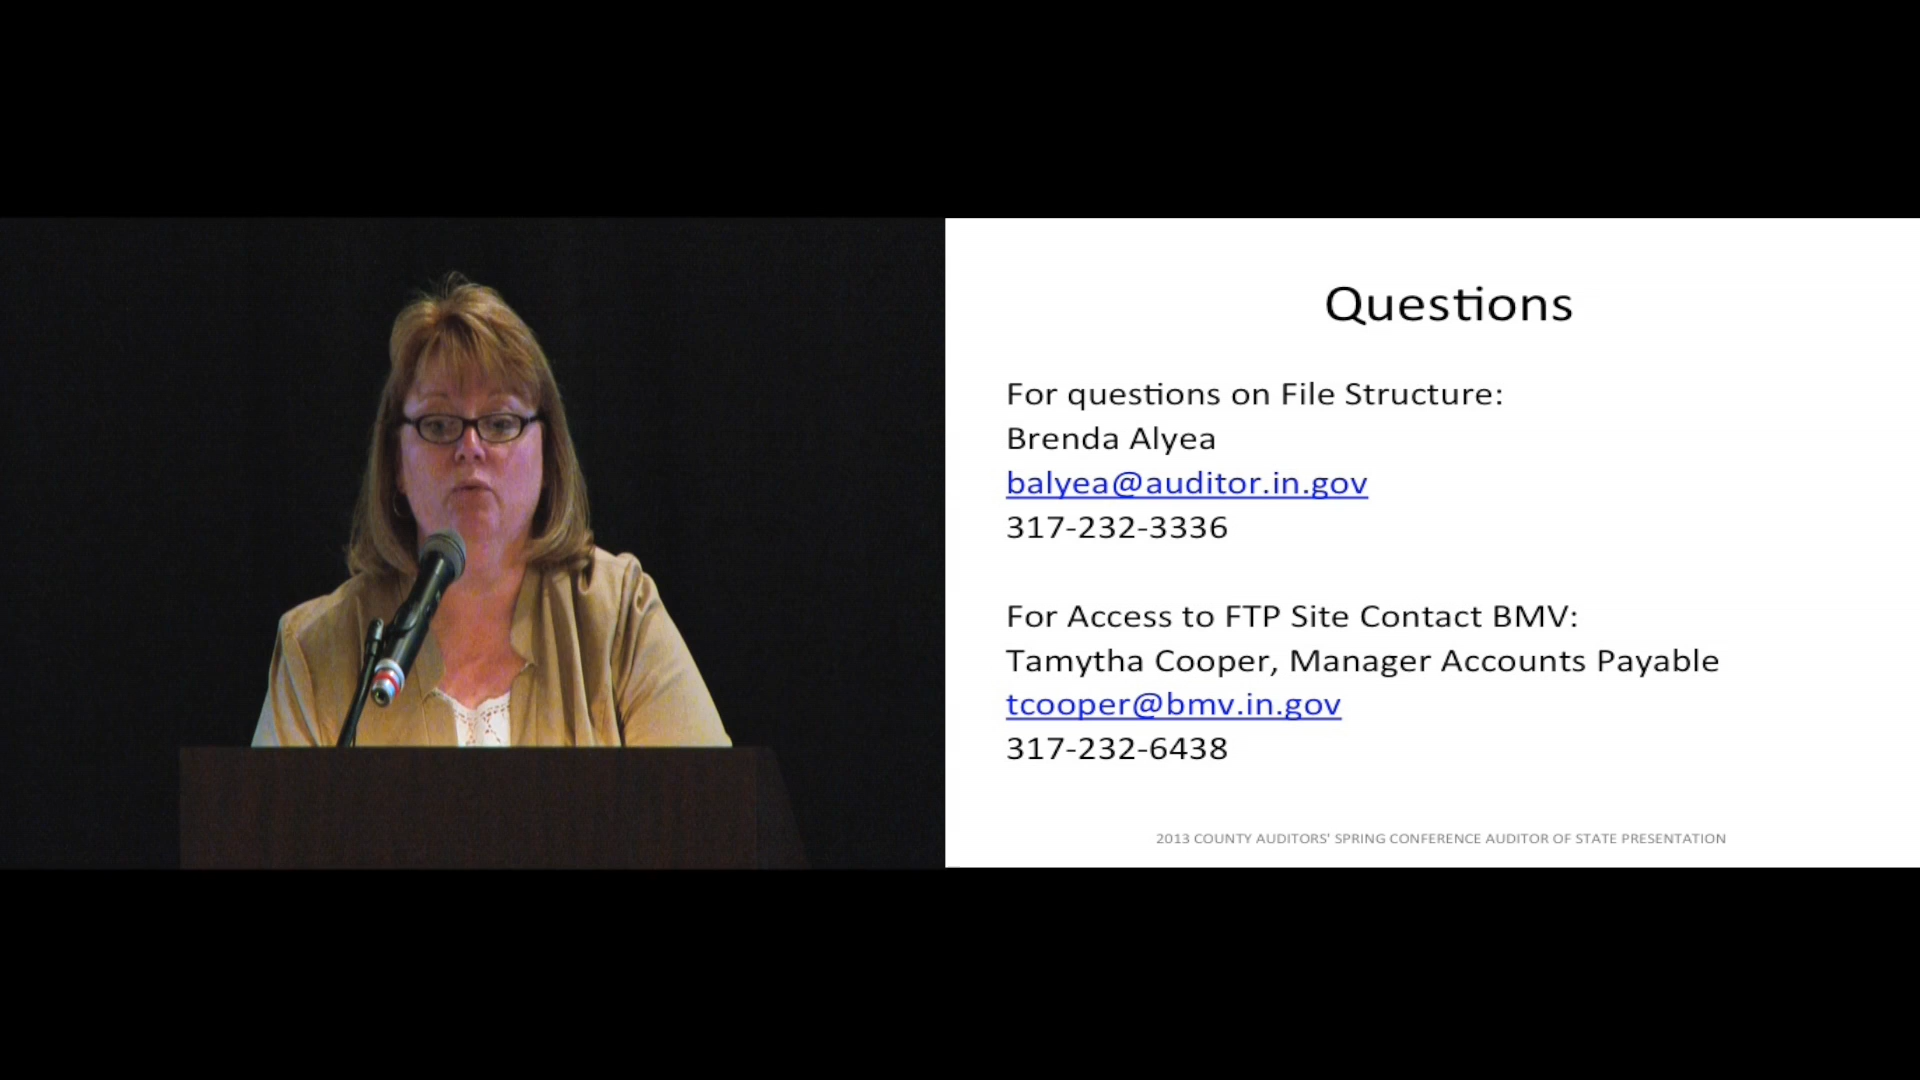 Questions
For questions on File Structure:
Brenda Alyea
balyea@auditor.in.gov
317-232-3336
For Access to FTP Site Contact BMV:
Tamytha Cooper, Manager Accounts Payable
tcooper@bmv.in.gov
317-232-6438
2013 COUNTY AUDITORS' SPRING CONFERENCE AUDITOR OF STATE PRESENTATION